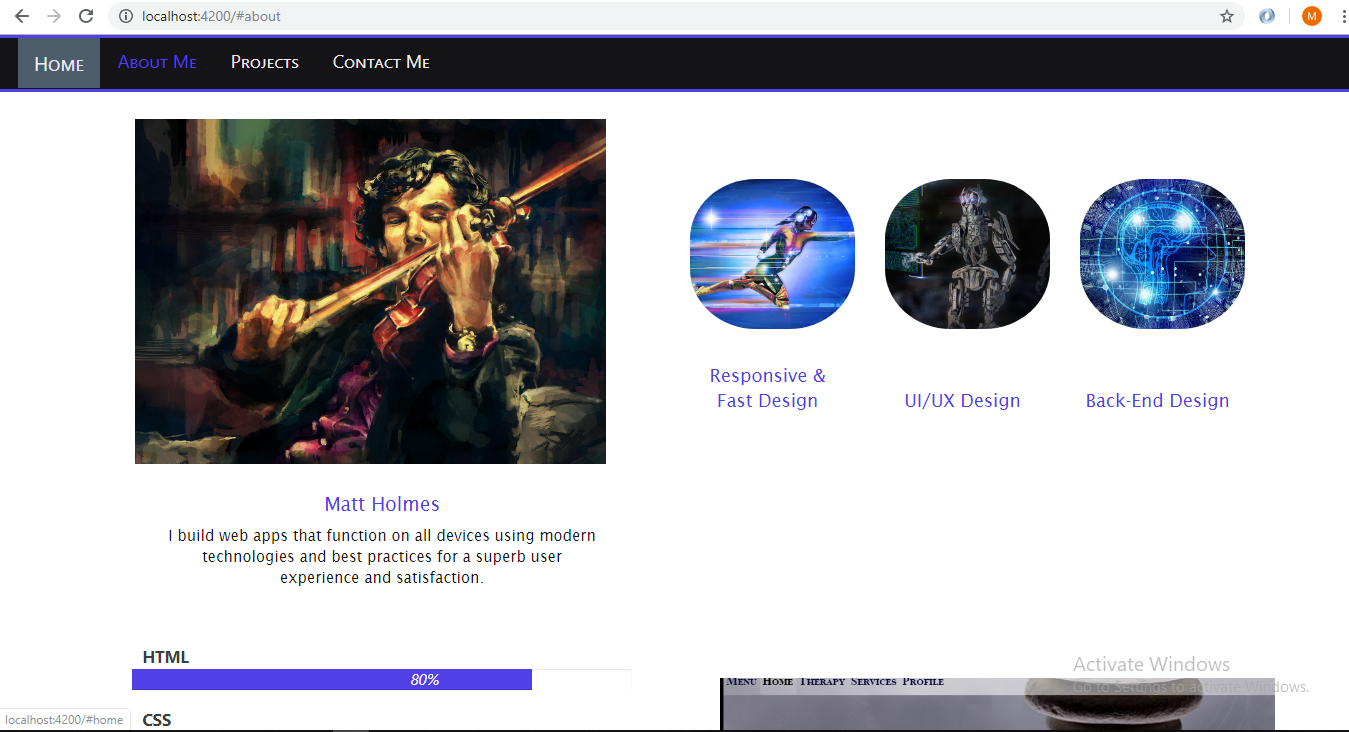 localhost:4200/#about
M
Home About Me Projects Contact Me
Responsive &
Fast Design
UI/UX Design
Back-End Design
Matt Holmes
I build web apps that function on all devices using modern
technologies and best practices for a superb user
experience and satisfaction.
HTML
80%
Menu Home Therapy Services Profile
Activate Windows
Go to Settings to activate Windows.
CSS
localhost:4200/#home